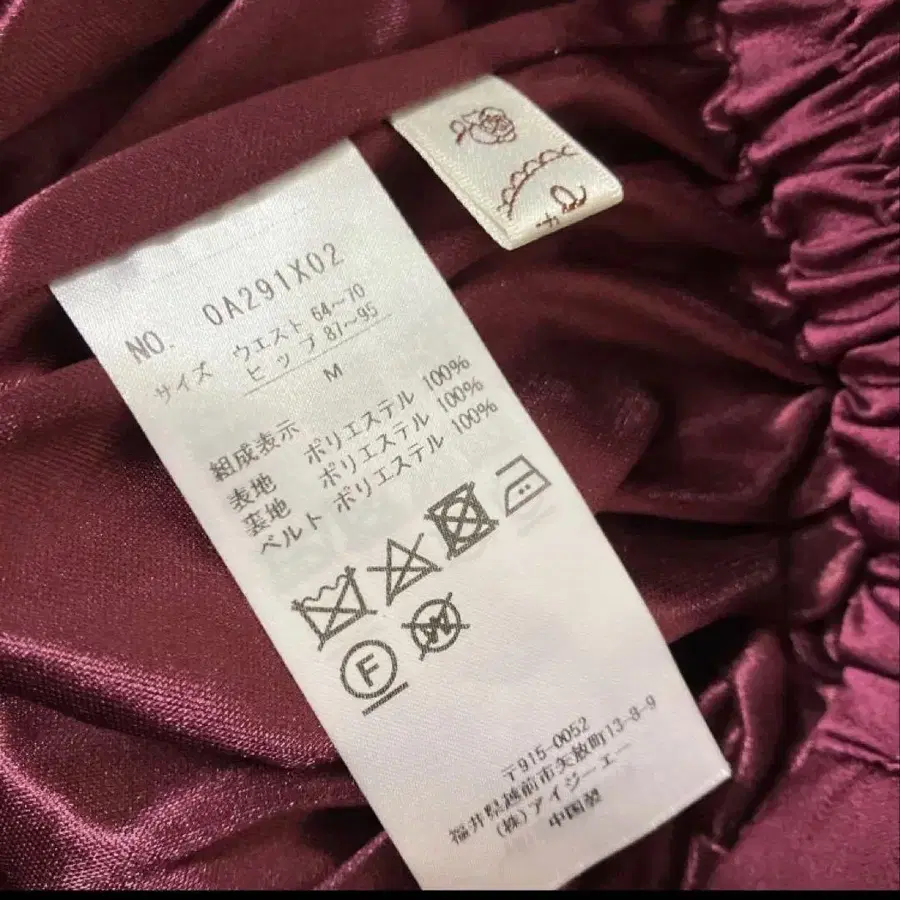 NO. 0A291X02
サイズ ウエスト 64～70
ヒップ 87～95
M
組成表示
表地 ポリエステル 100%
裏地 ポリエステル 100%
ベルト ポリエステル 100%
F
W
〒915-0052
福井県越前市矢放町13-8-9
(株)アイジーエー
中国製